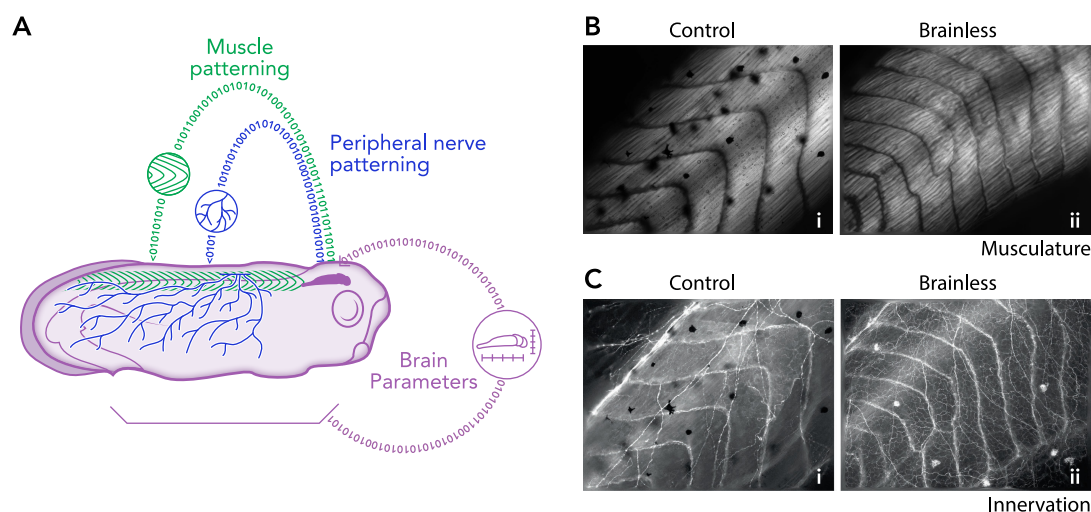 A
Muscle
patterning
Peripheral nerve
patterning
Brain
Parameters
B
Control
Brainless
i
ii
Musculature
C
Control
Brainless
i
ii
Innervation